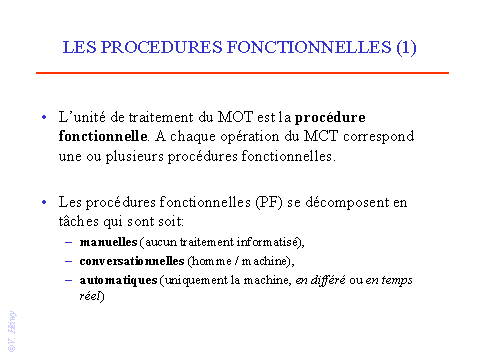 LES PROCEDURES FONCTIONNELLES (1)
• L’unité de traitement du MOT est la procédure
fonctionnelle. A chaque opération du MCT correspond
une ou plusieurs procédures fonctionnelles.
• Les procédures fonctionnelles (PF) se décomposent en
tâches qui sont soit:
– manuelles (aucun traitement informatisé),
– conversationnelles (homme / machine),
– automatiques (uniquement la machine, en différé ou en temps
réel)